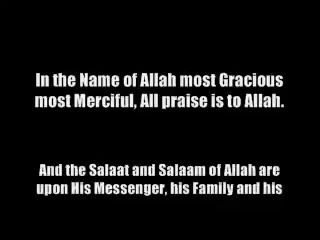 In the Name of Allah most Gracious
most Merciful, All praise is to Allah.
And the Salaat and Salaam of Allah are
upon His Messenger, his Family and his